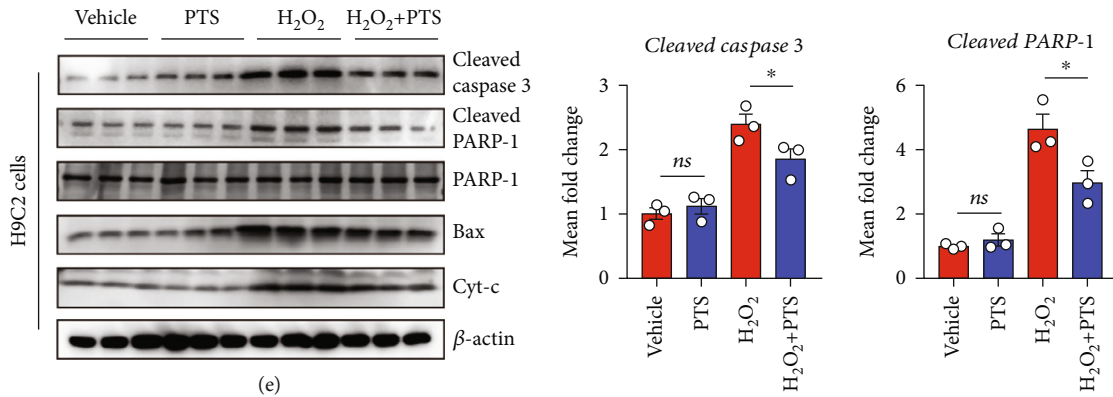 Vehicle PTS H₂O₂ H₂O₂+PTS
H9C2 cells
Cleaved
caspase 3
Cleaved
PARP-1
PARP-1
Bax
Cyt-c
β-actin
(e)
Cleaved caspase 3
Mean fold change
3
2
1
0
ns
*
Vehicle
PTS
H₂O₂
H₂O₂+PTS
Cleaved PARP-1
Mean fold change
6
4
2
0
ns
*
Vehicle
PTS
H₂O₂
H₂O₂+PTS